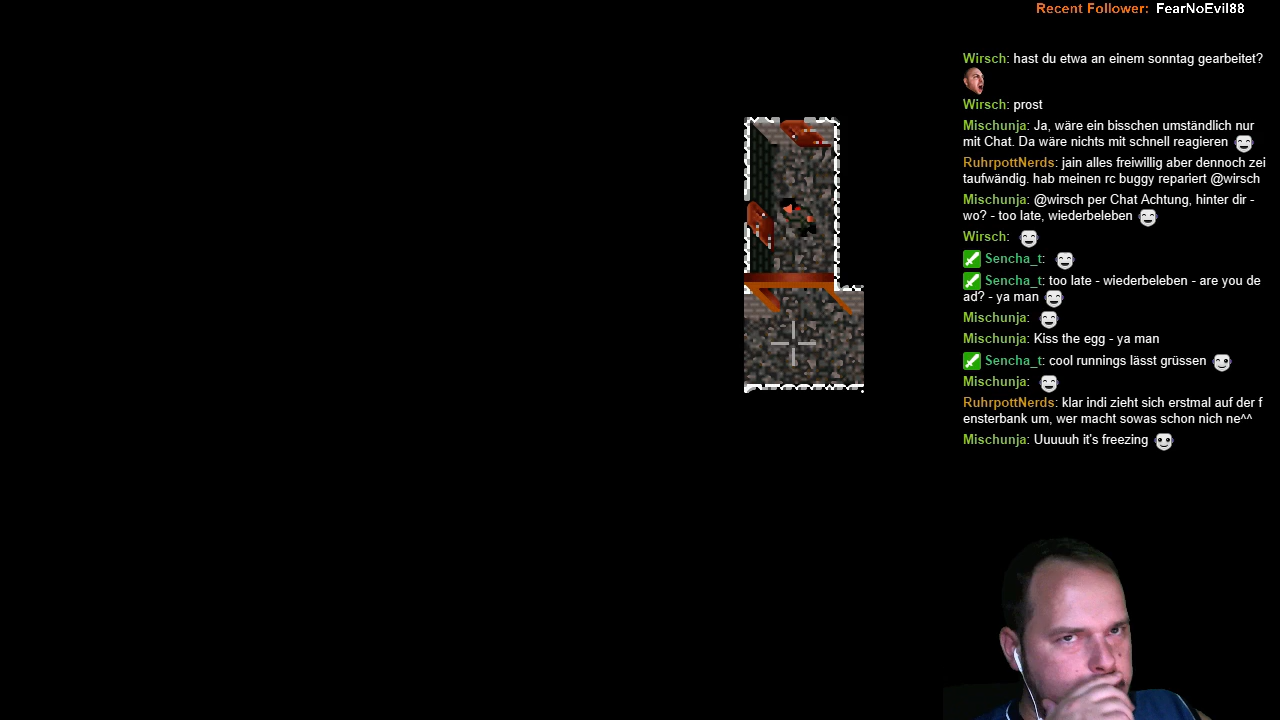 Recent Follower: FearNoEvil88
Wirsch: hast du etwa an einem sonntag gearbeitet?
Wirsch: prost
Mischunja: Ja, wäre ein bisschen umständlich nur
mit Chat. Da wäre nichts mit schnell reagieren
RuhrpottNerds: jain alles freiwillig aber dennoch zei
taufwändig. hab meinen rc buggy repariert @wirsch
Mischunja: @wirsch per Chat Achtung, hinter dir -
wo? - too late, wiederbeleben
Wirsch:
Sencha_t:
Sencha_t: too late - wiederbeleben - are you de
ad? - ya man
Mischunja:
Mischunja: Kiss the egg - ya man
Sencha_t: cool runnings lässt grüssen
Mischunja:
RuhrpottNerds: klar indi zieht sich erstmal auf der f
ensterbank um, wer macht sowas schon nich ne^^
Mischunja: Uuuuuh it's freezing